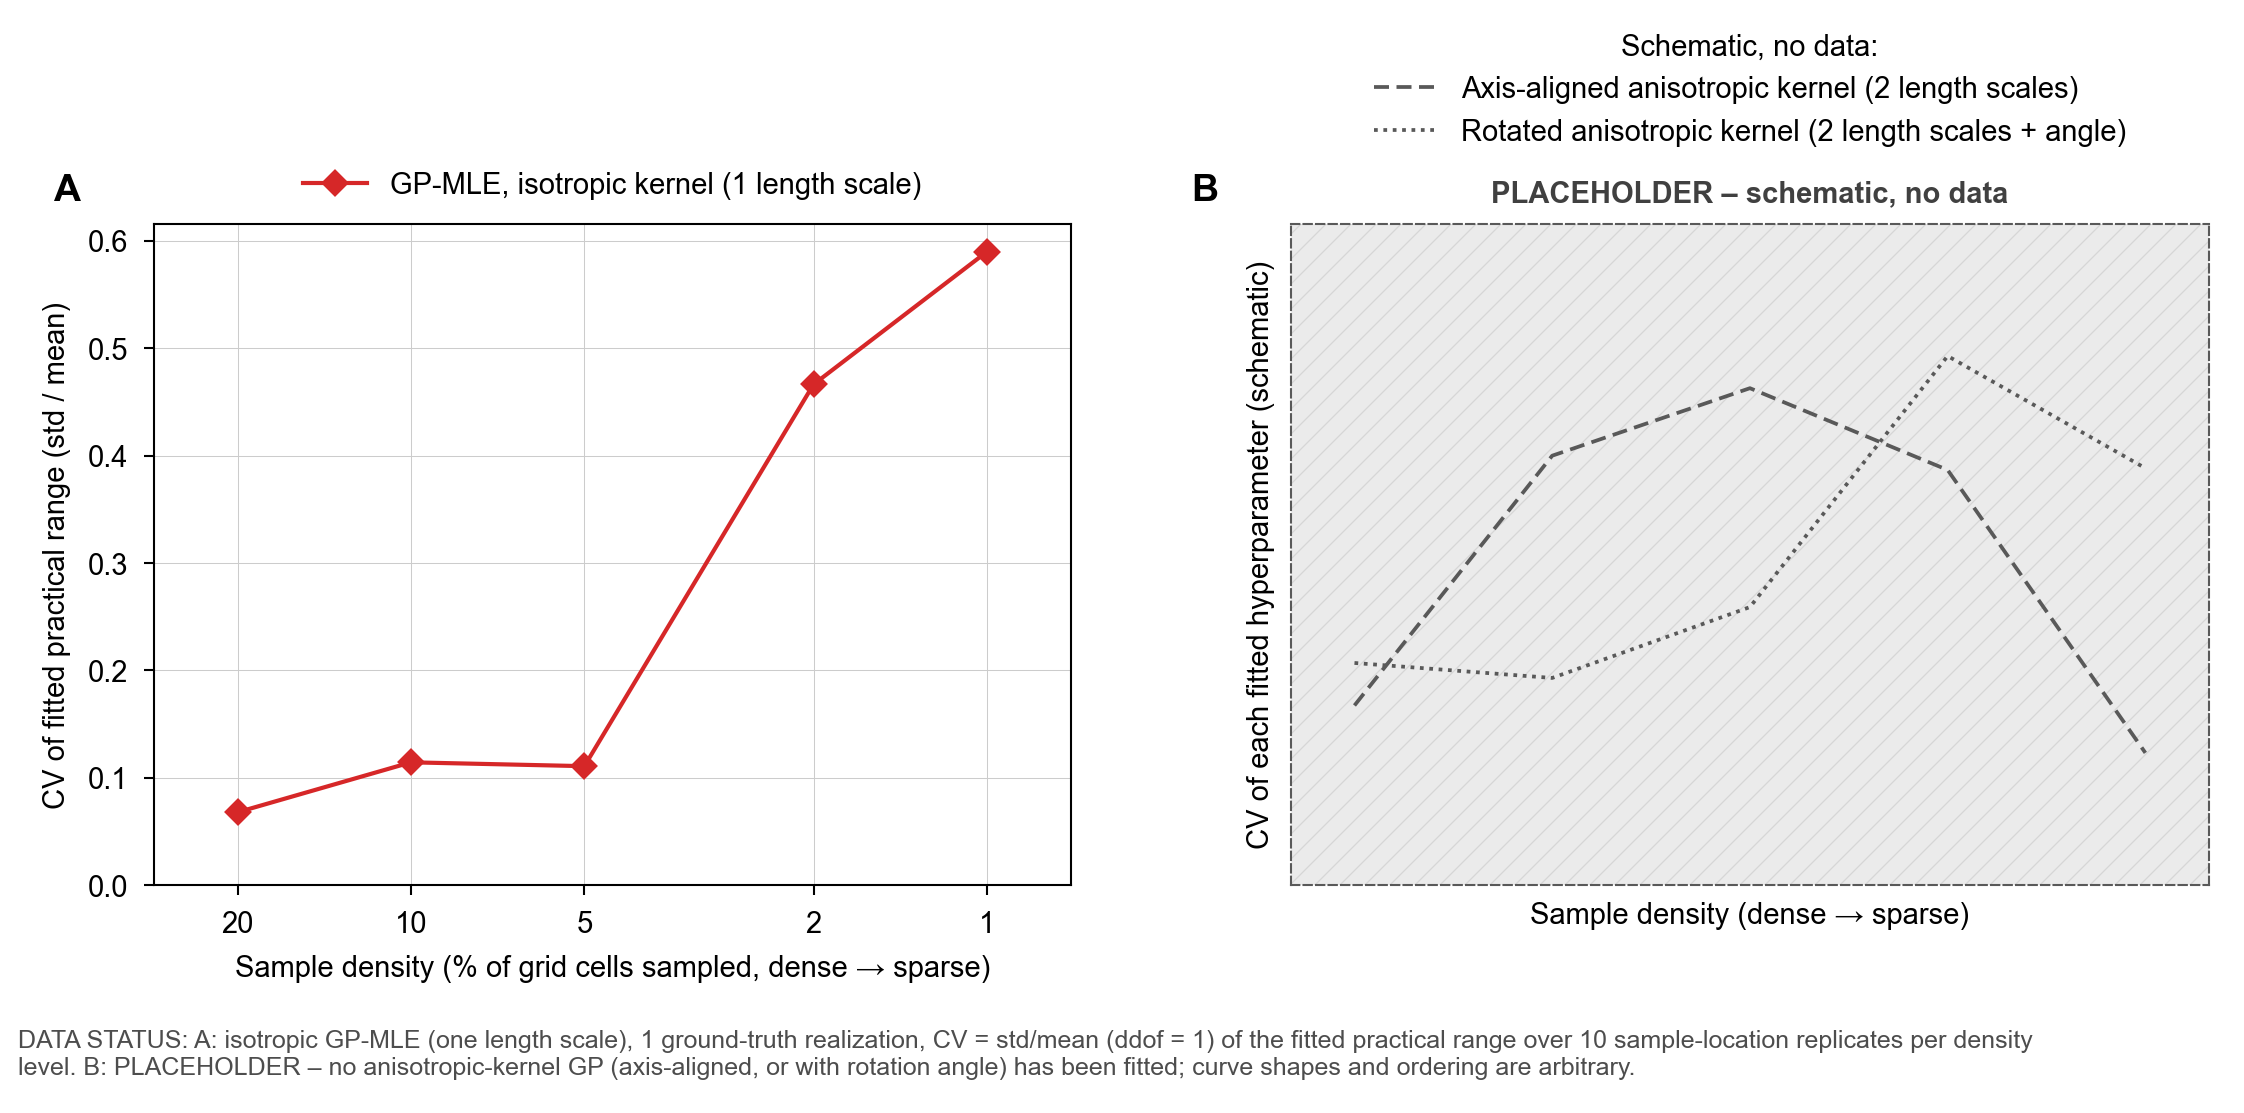 A
GP-MLE, isotropic kernel (1 length scale)
CV of fitted practical range (std / mean)
0.6
0.5
0.4
0.3
0.2
0.1
0.0
20 10 5 2 1
Sample density (% of grid cells sampled, dense → sparse)
Schematic, no data:
Axis-aligned anisotropic kernel (2 length scales)
Rotated anisotropic kernel (2 length scales + angle)
B
PLACEHOLDER – schematic, no data
CV of each fitted hyperparameter (schematic)
Sample density (dense → sparse)
DATA STATUS: A: isotropic GP-MLE (one length scale), 1 ground-truth realization, CV = std/mean (ddof = 1) of the fitted practical range over 10 sample-location replicates per density
level. B: PLACEHOLDER – no anisotropic-kernel GP (axis-aligned, or with rotation angle) has been fitted; curve shapes and ordering are arbitrary.